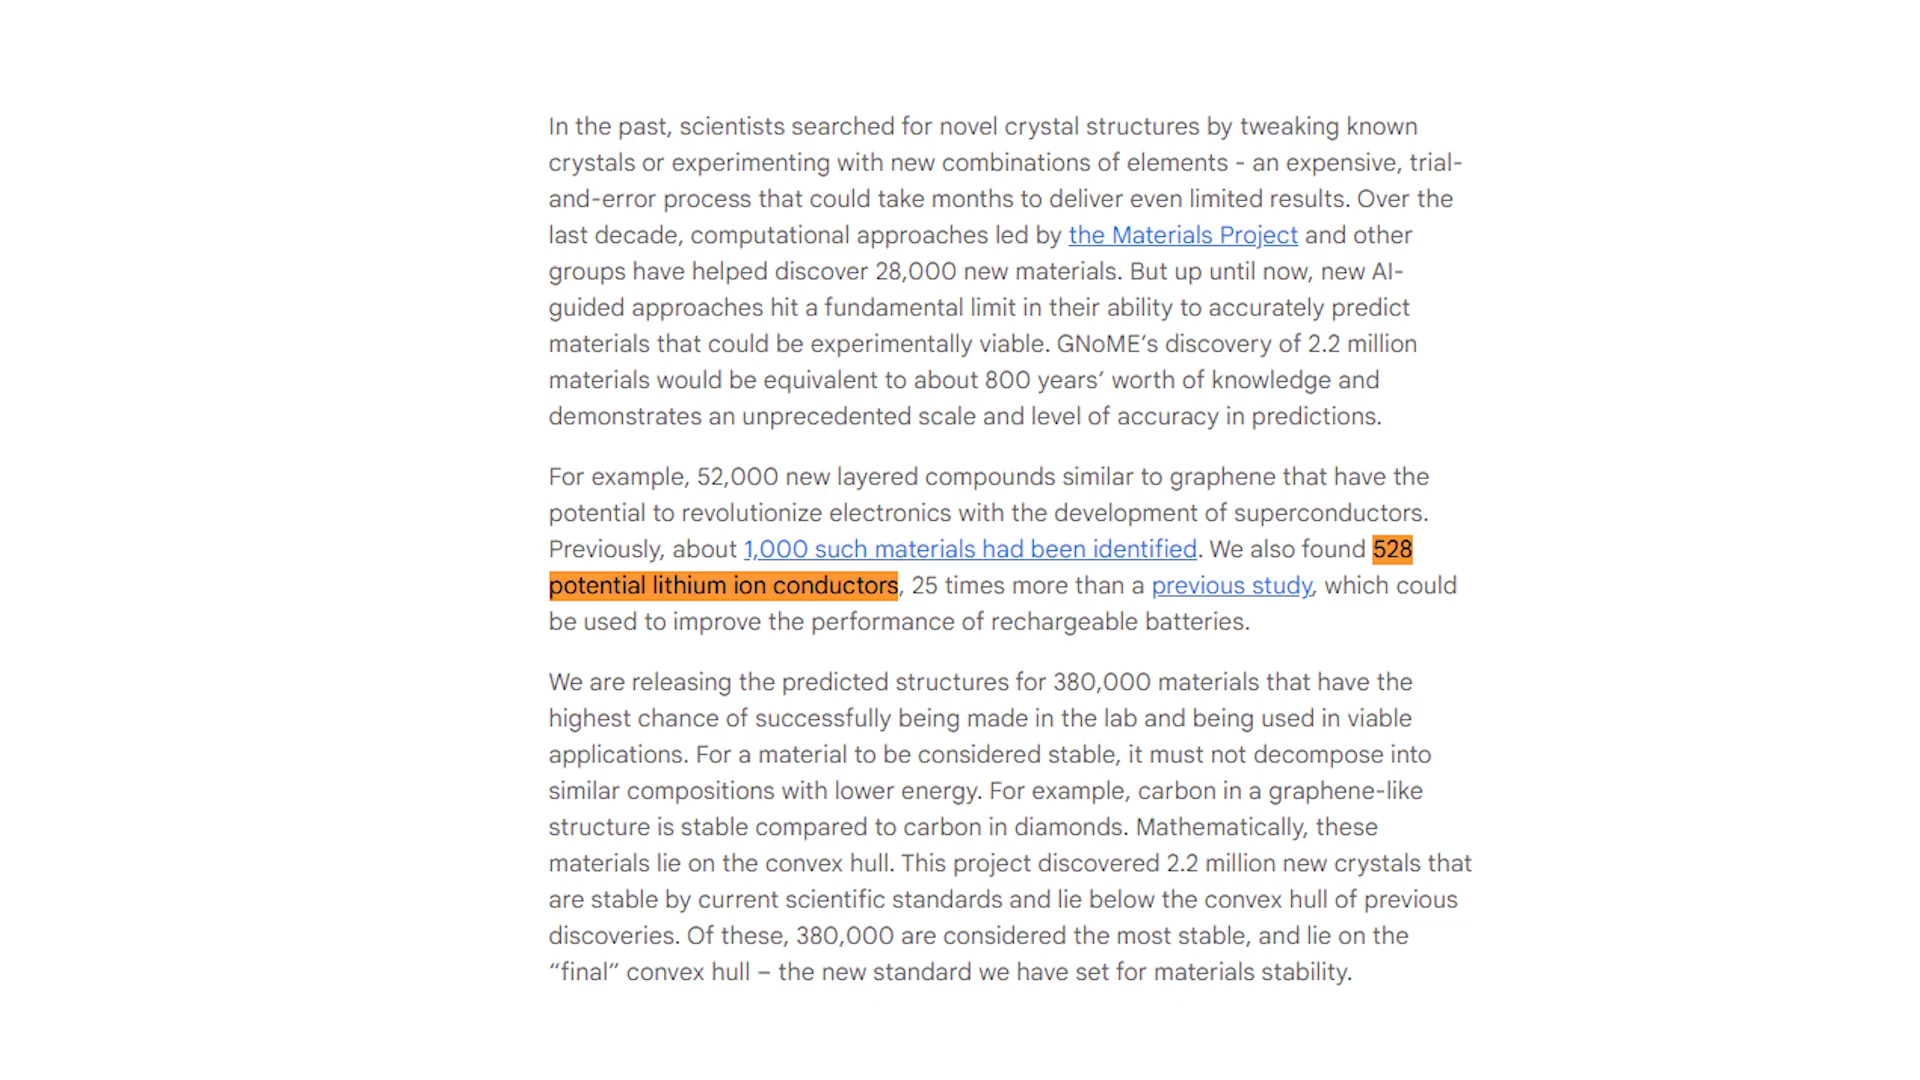 In the past, scientists searched for novel crystal structures by tweaking known
crystals or experimenting with new combinations of elements - an expensive, trial-
and-error process that could take months to deliver even limited results. Over the
last decade, computational approaches led by the Materials Project and other
groups have helped discover 28,000 new materials. But up until now, new AI-
guided approaches hit a fundamental limit in their ability to accurately predict
materials that could be experimentally viable. GNoME’s discovery of 2.2 million
materials would be equivalent to about 800 years’ worth of knowledge and
demonstrates an unprecedented scale and level of accuracy in predictions.
For example, 52,000 new layered compounds similar to graphene that have the
potential to revolutionize electronics with the development of superconductors.
Previously, about 1,000 such materials had been identified. We also found 528
potential lithium ion conductors, 25 times more than a previous study, which could
be used to improve the performance of rechargeable batteries.
We are releasing the predicted structures for 380,000 materials that have the
highest chance of successfully being made in the lab and being used in viable
applications. For a material to be considered stable, it must not decompose into
similar compositions with lower energy. For example, carbon in a graphene-like
structure is stable compared to carbon in diamonds. Mathematically, these
materials lie on the convex hull. This project discovered 2.2 million new crystals that
are stable by current scientific standards and lie below the convex hull of previous
discoveries. Of these, 380,000 are considered the most stable, and lie on the
“final” convex hull – the new standard we have set for materials stability.